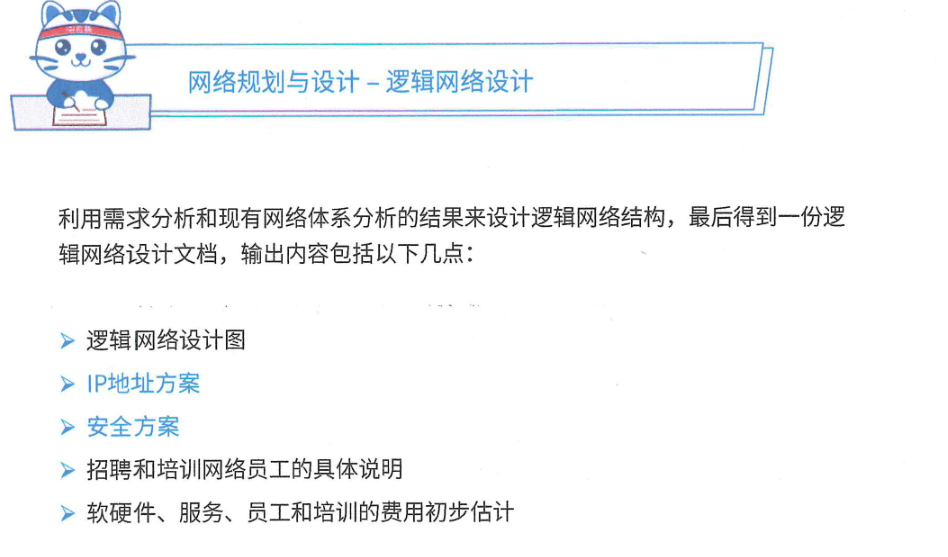 网络规划与设计 – 逻辑网络设计
利用需求分析和现有网络体系分析的结果来设计逻辑网络结构，最后得到一份逻
辑网络设计文档，输出内容包括以下几点：
➢ 逻辑网络设计图
➢ IP地址方案
➢ 安全方案
➢ 招聘和培训网络员工的具体说明
➢ 软硬件、服务、员工和培训的费用初步估计